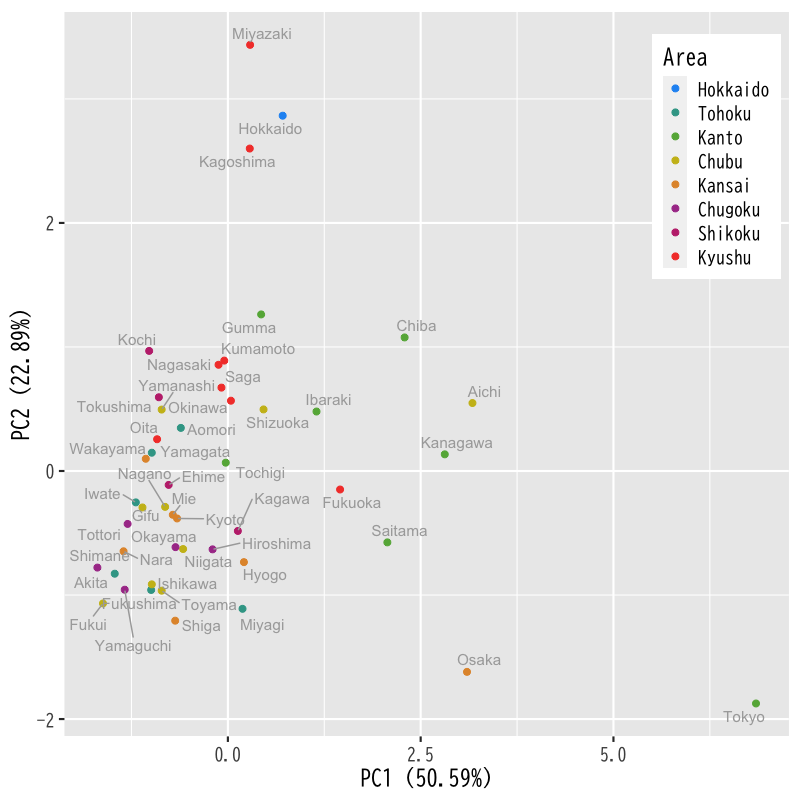 Miyazaki
Area
Hokkaido
Tohoku
Kanto
Chubu
Kansai
Chugoku
Shikoku
Kyushu
Hokkaido
Kagoshima
2
Gumma
Chiba
Kochi
Kumamoto
Nagasaki
Saga
Yamanashi
Aichi
Ibaraki
Tokushima
Okinawa
Shizuoka
Oita
Aomori
Kanagawa
Wakayama
Yamagata
0
Nagano
Ehime
Tochigi
Iwate
Mie
Kagawa
Fukuoka
Gifu
Kyoto
Saitama
Tottori
Okayama
Hiroshima
Shimane
Nara
Niigata
Hyogo
Akita
Ishikawa
Fukushima
Toyama
Fukui
Shiga
Miyagi
Yamaguchi
Osaka
Tokyo
-2
0.0
2.5
5.0
PC1 (50.59%)
PC2 (22.89%)